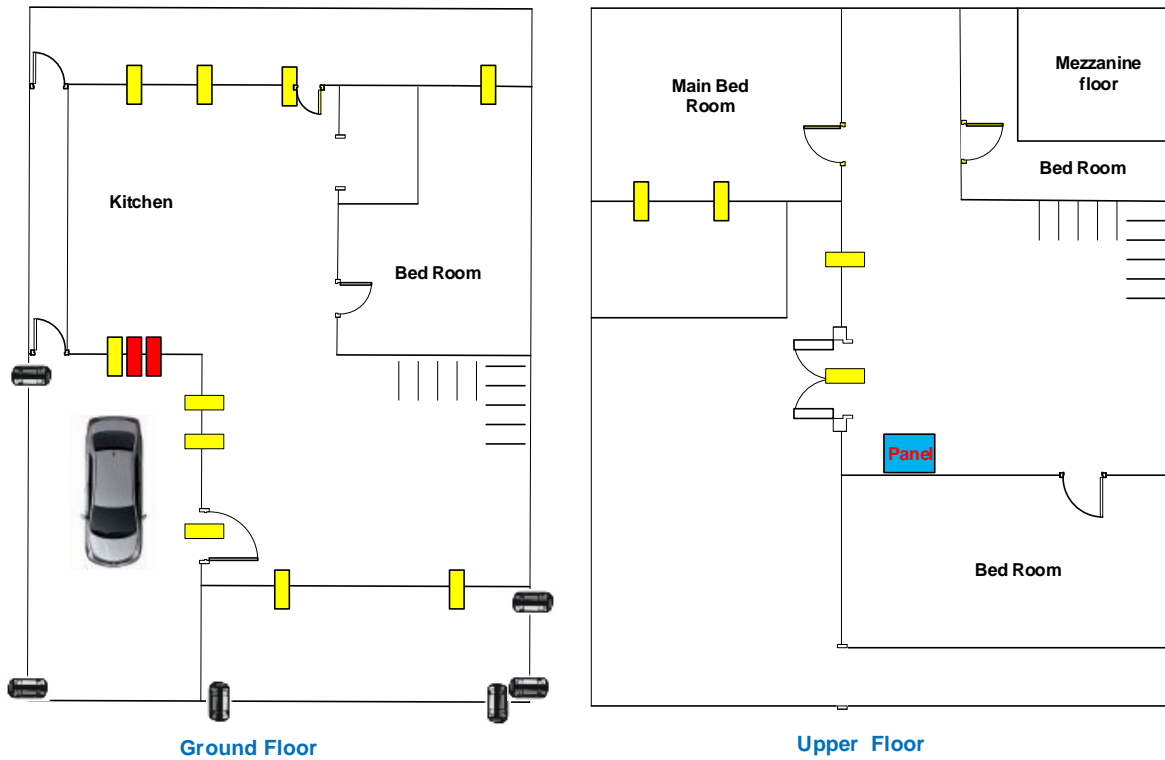 Kitchen
Bed Room
Ground Floor
Main Bed
Room
Mezzanine
floor
Bed Room
Panel
Bed Room
Upper Floor